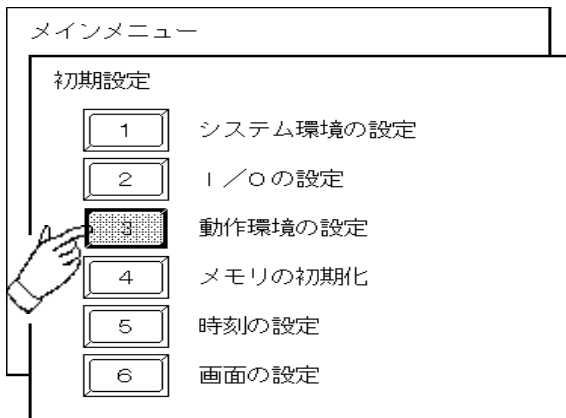 メインメニュー
初期設定
1 システム環境の設定
2 I/Oの設定
3 動作環境の設定
4 メモリの初期化
5 時刻の設定
6 画面の設定